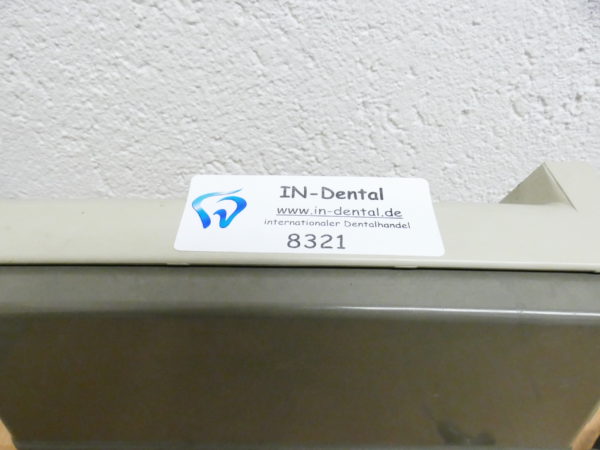 IN-Dental
www.in-dental.de
internationaler Dentalhandel
8321